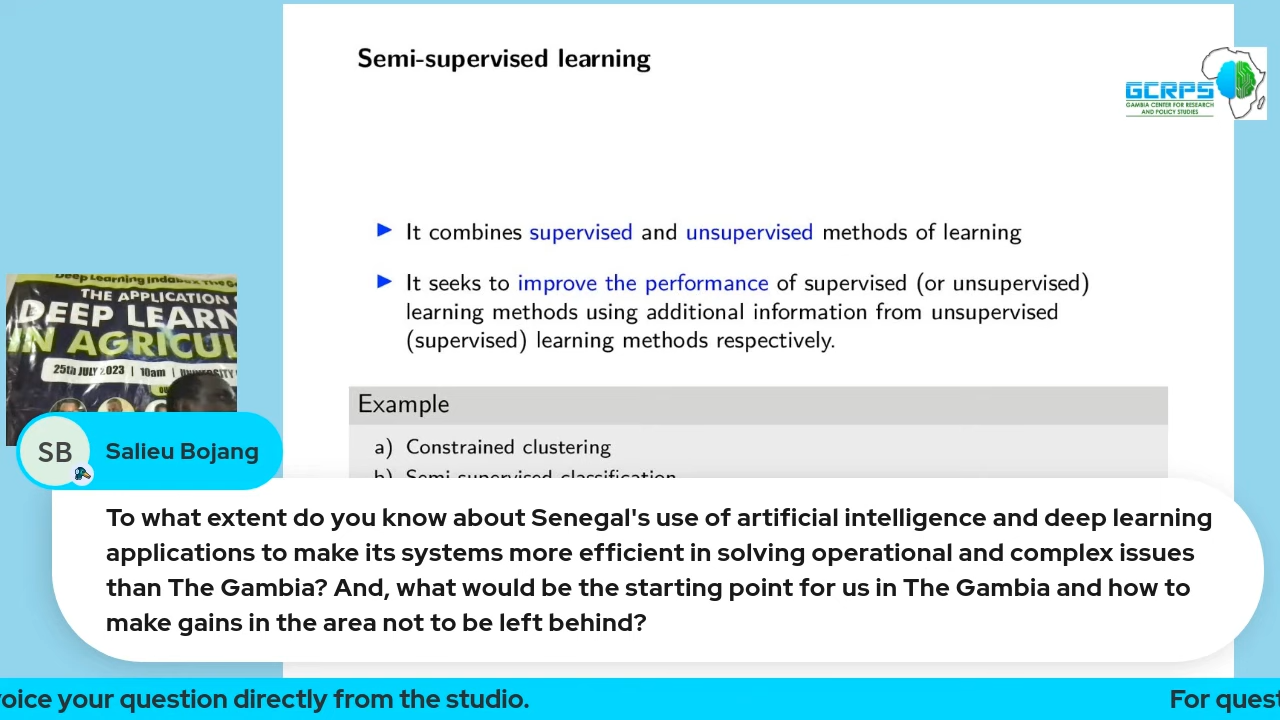 Semi-supervised learning
GCRPS
GAMBIA CENTER FOR RESEARCH
AND POLICY STUDIES
▶ It combines supervised and unsupervised methods of learning
▶ It seeks to improve the performance of supervised (or unsupervised)
learning methods using additional information from unsupervised
(supervised) learning methods respectively.
Example
a) Constrained clustering
b) Semi-supervised classification
Deep Learning
THE APPLICATION
DEEP LEARN
IN AGRICUL
25th JULY 2023 | 10am |
SB
Salieu Bojang
To what extent do you know about Senegal's use of artificial intelligence and deep learning
applications to make its systems more efficient in solving operational and complex issues
than The Gambia? And, what would be the starting point for us in The Gambia and how to
make gains in the area not to be left behind?
voice your question directly from the studio.
For quest